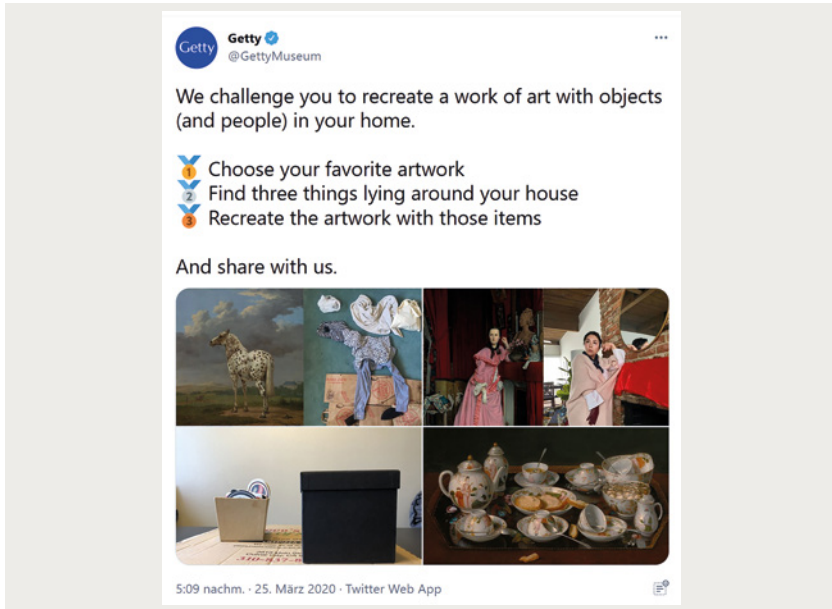 Getty
Getty
@GettyMuseum
We challenge you to recreate a work of art with objects
(and people) in your home.
🥇 Choose your favorite artwork
🥈 Find three things lying around your house
🥉 Recreate the artwork with those items
And share with us.
5:09 nachm. · 25. März 2020 · Twitter Web App